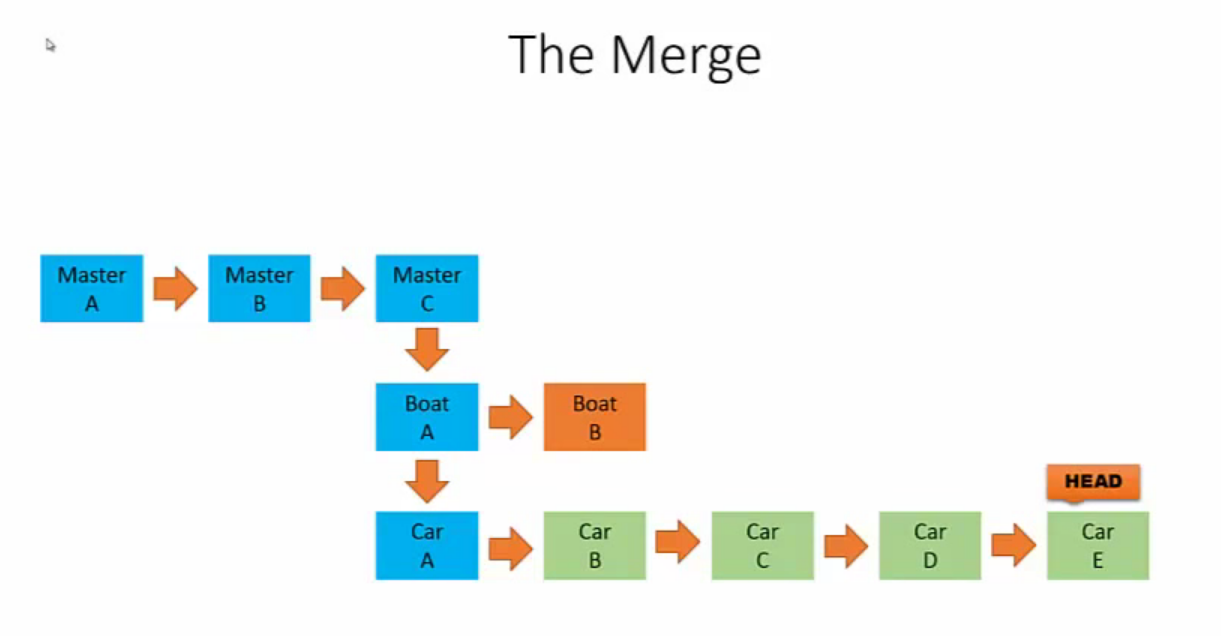 The Merge
Master
A
Master
B
Master
C
Boat
A
Boat
B
HEAD
Car
A
Car
B
Car
C
Car
D
Car
E